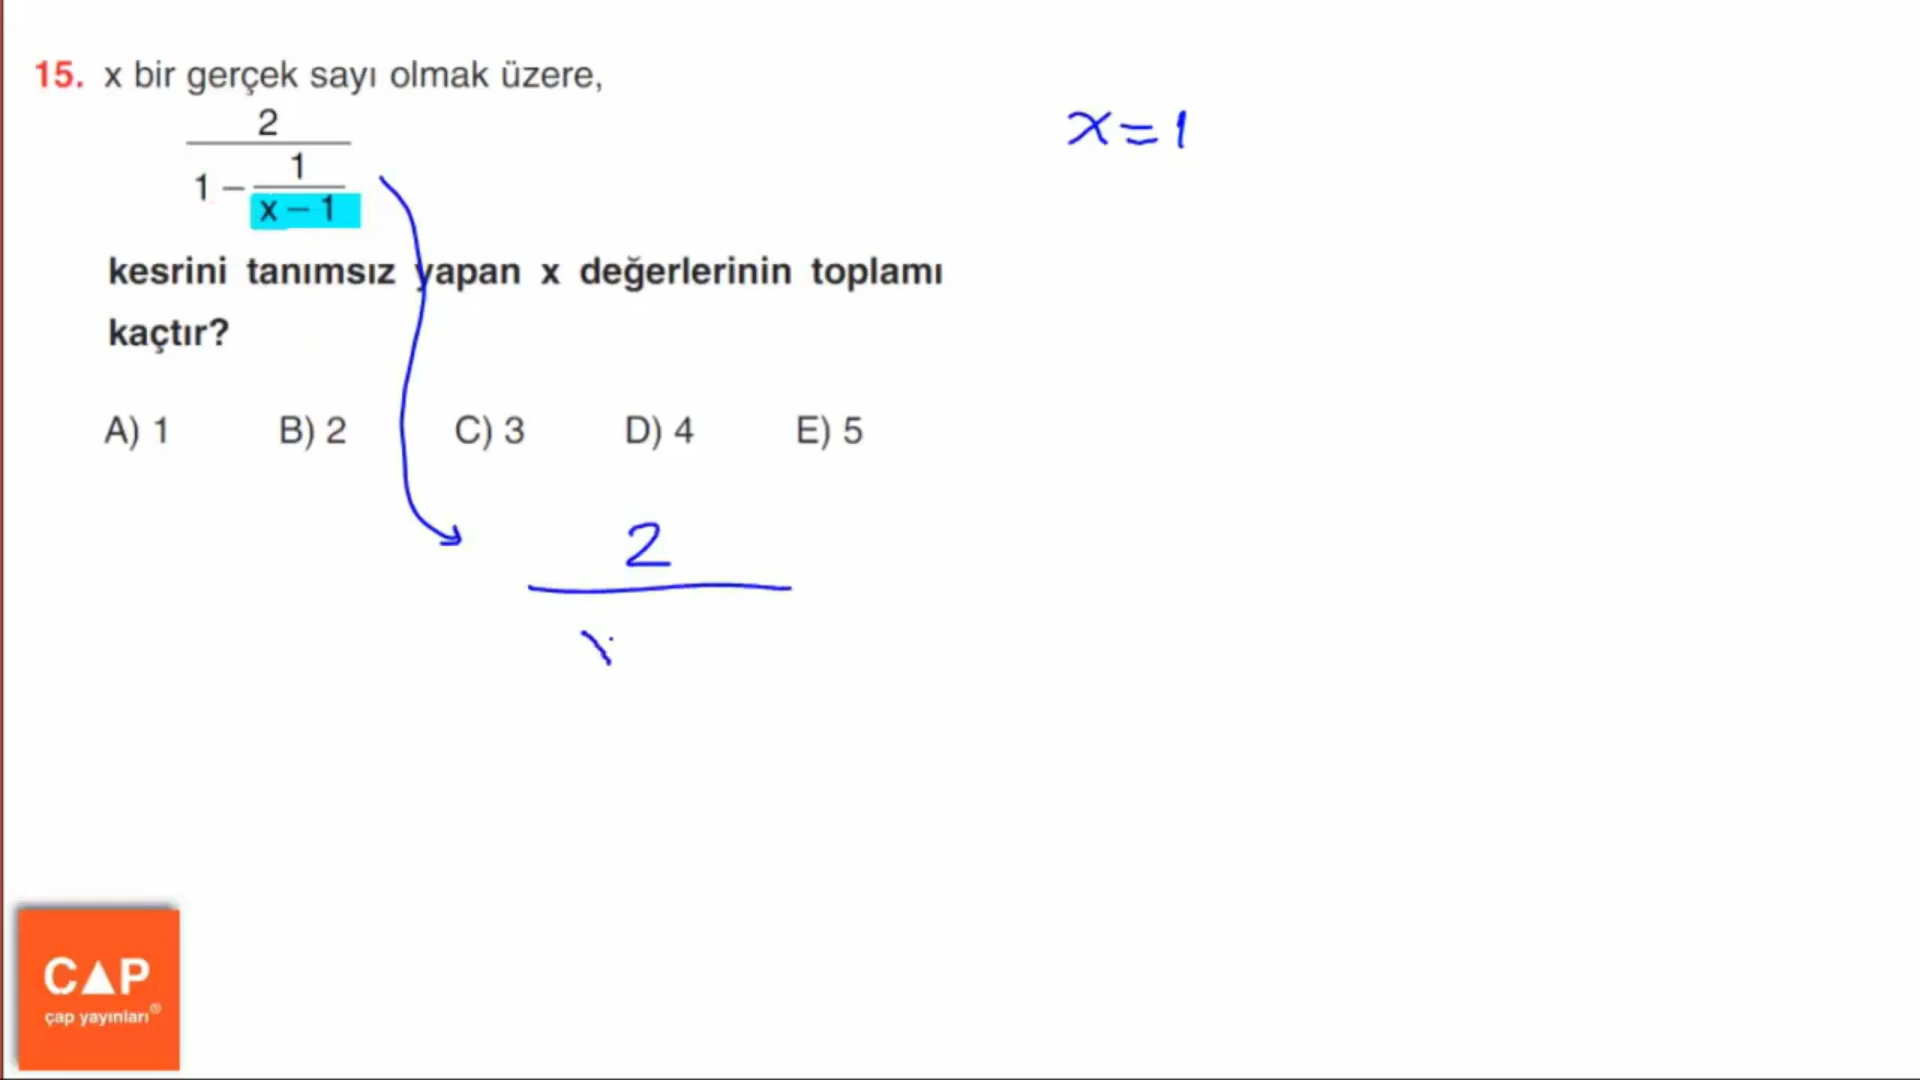 15. x bir gerçek sayı olmak üzere,
2
1 − 1
x − 1
kesrini tanımsız yapan x değerlerinin toplamı
kaçtır?
A) 1 B) 2 C) 3 D) 4 E) 5
x = 1
2
CAP
çap yayınları®